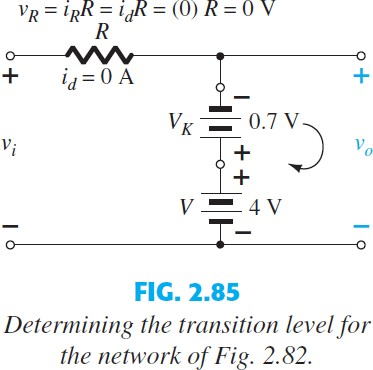 v_R = i_R R = i_d R = (0) R = 0 V
R
+ i_d = 0 A +
−
V_K 0.7 V
v_i + v_o
+
V 4 V
− − −
FIG. 2.85
Determining the transition level for
the network of Fig. 2.82.